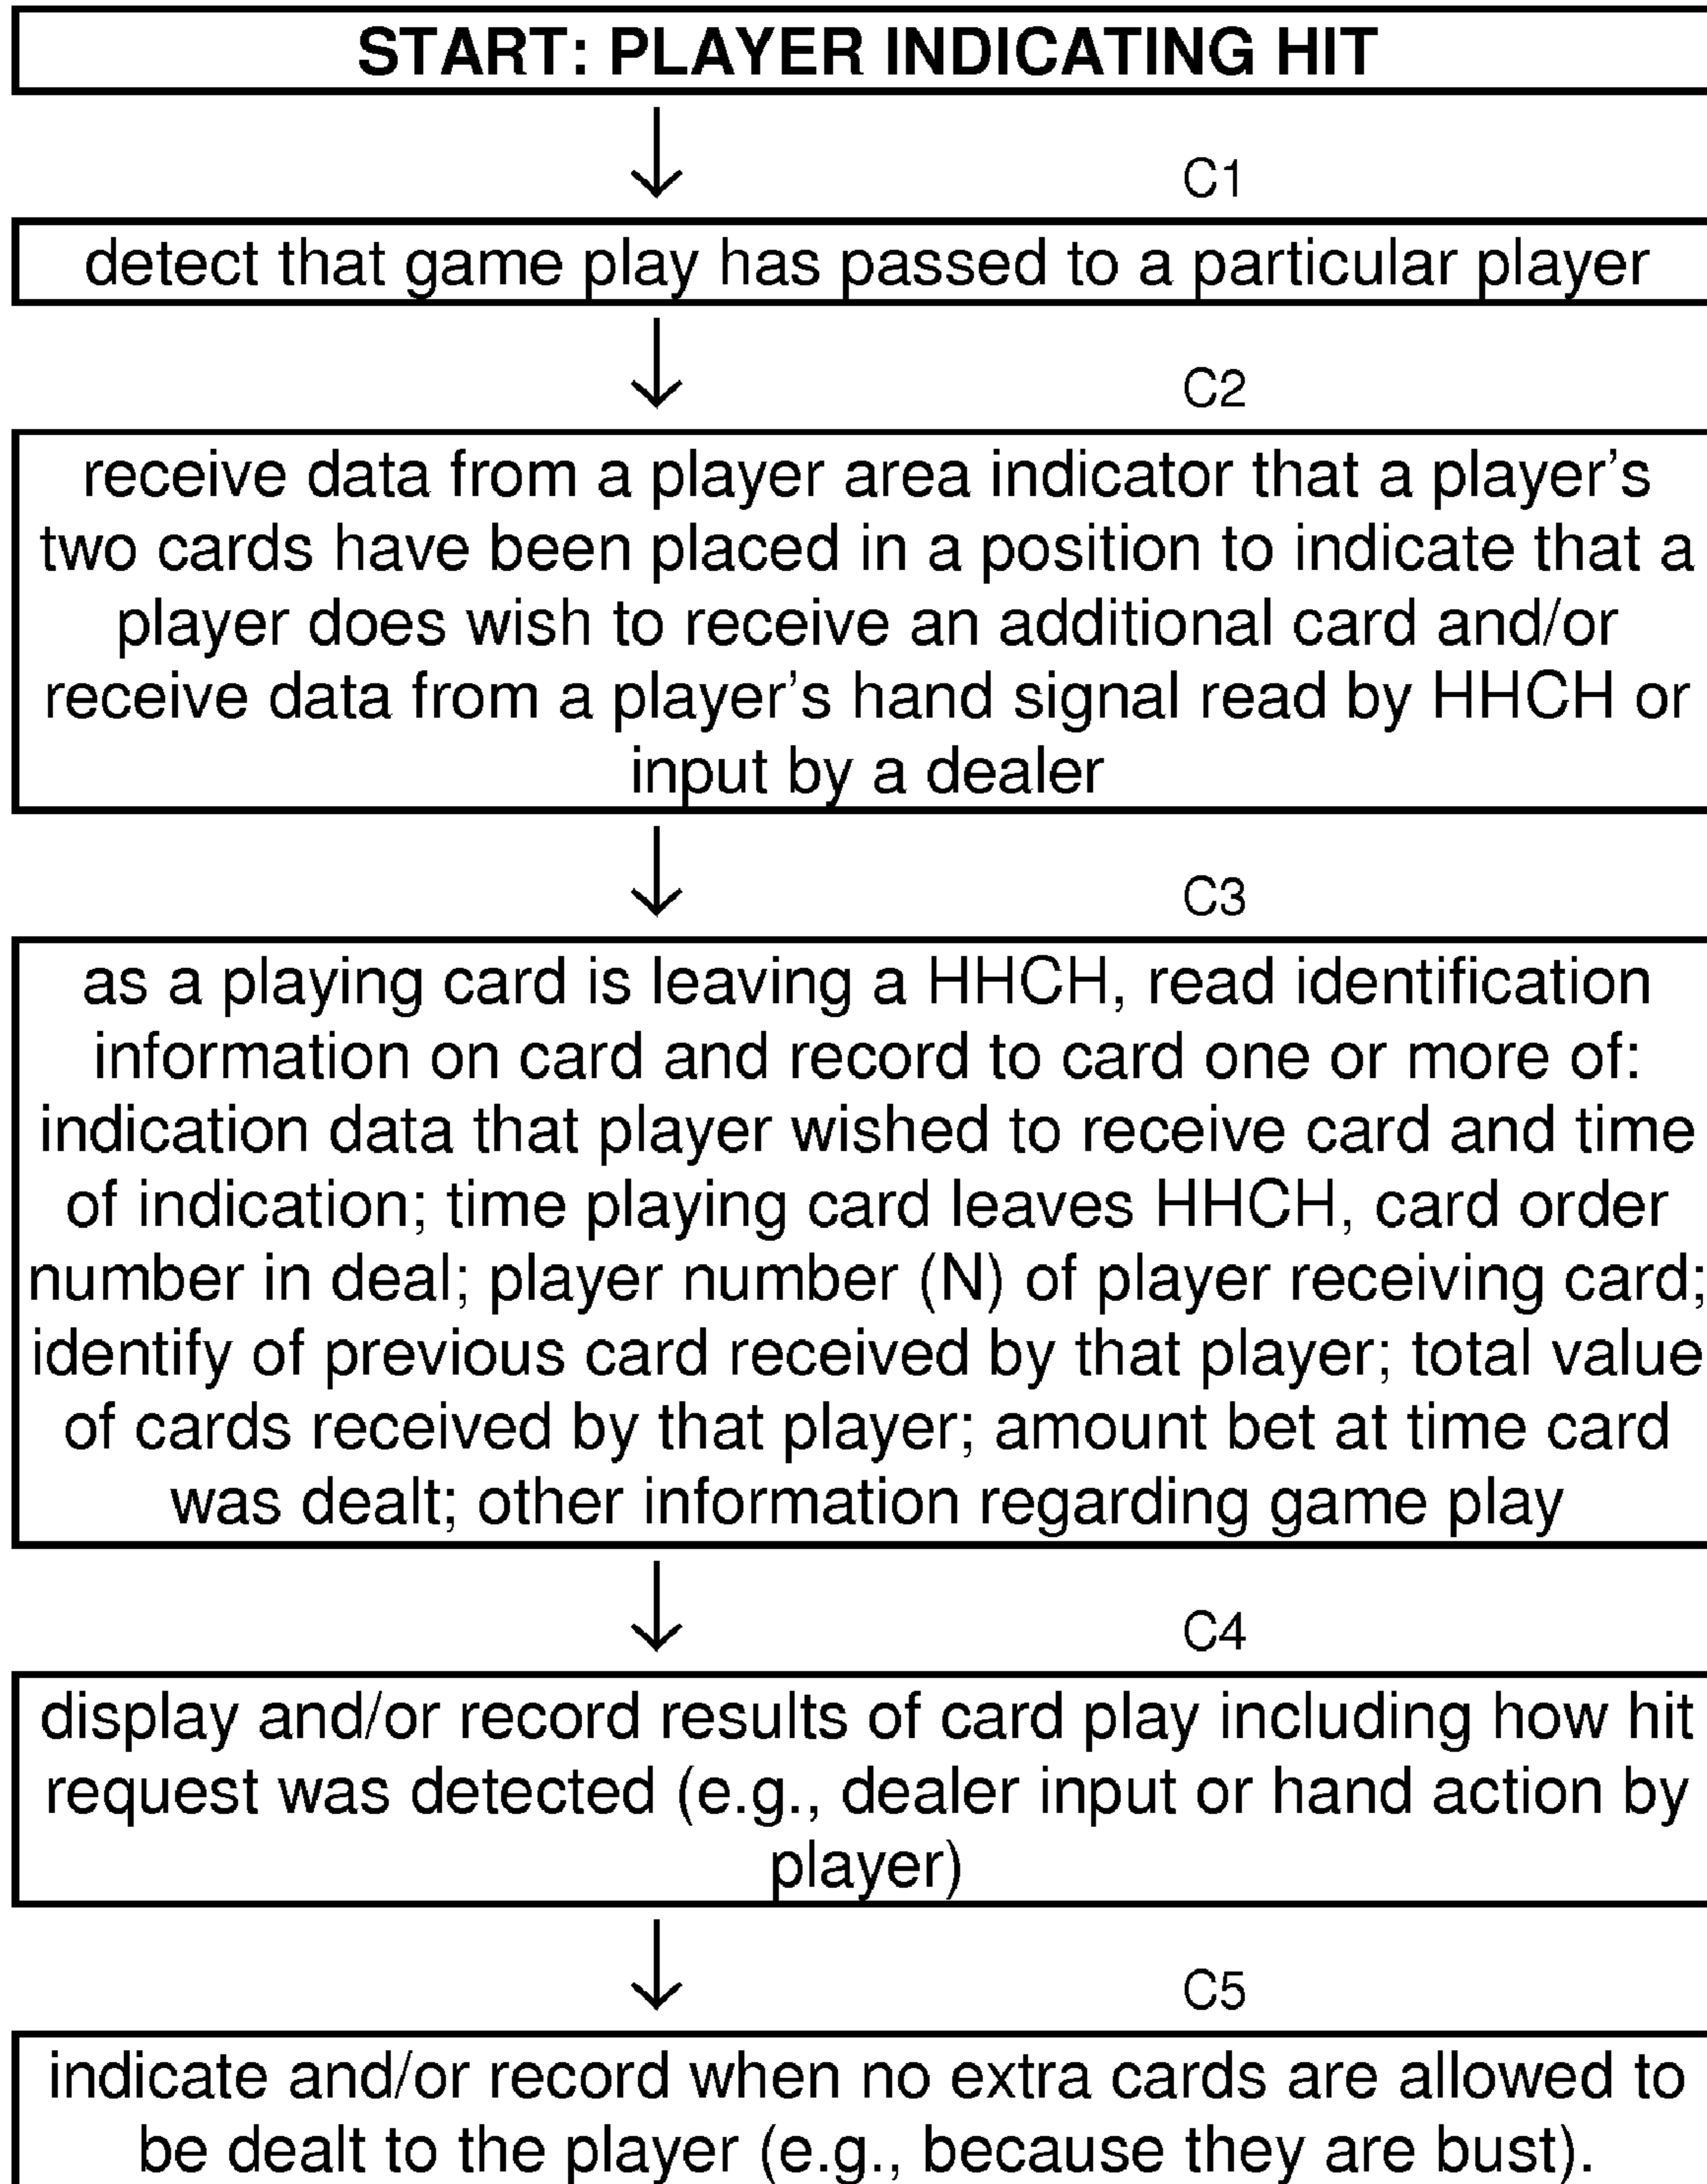 START: PLAYER INDICATING HIT
C1
detect that game play has passed to a particular player
C2
receive data from a player area indicator that a player's
two cards have been placed in a position to indicate that a
player does wish to receive an additional card and/or
receive data from a player's hand signal read by HHCH or
input by a dealer
C3
as a playing card is leaving a HHCH, read identification
information on card and record to card one or more of:
indication data that player wished to receive card and time
of indication; time playing card leaves HHCH, card order
number in deal; player number (N) of player receiving card;
identify of previous card received by that player; total value
of cards received by that player; amount bet at time card
was dealt; other information regarding game play
C4
display and/or record results of card play including how hit
request was detected (e.g., dealer input or hand action by
player)
C5
indicate and/or record when no extra cards are allowed to
be dealt to the player (e.g., because they are bust).